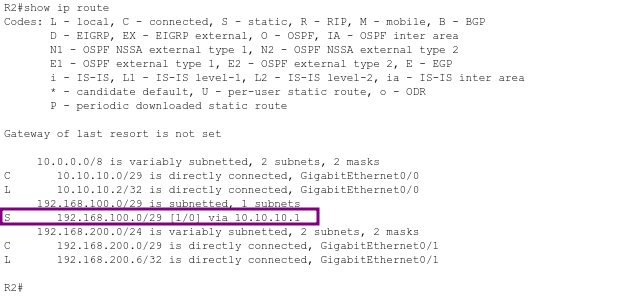 R2#show ip route
Codes: L - local, C - connected, S - static, R - RIP, M - mobile, B - BGP
D - EIGRP, EX - EIGRP external, O - OSPF, IA - OSPF inter area
N1 - OSPF NSSA external type 1, N2 - OSPF NSSA external type 2
E1 - OSPF external type 1, E2 - OSPF external type 2, E - EGP
i - IS-IS, L1 - IS-IS level-1, L2 - IS-IS level-2, ia - IS-IS inter area
* - candidate default, U - per-user static route, o - ODR
P - periodic downloaded static route
Gateway of last resort is not set
10.0.0.0/8 is variably subnetted, 2 subnets, 2 masks
C 10.10.10.0/29 is directly connected, GigabitEthernet0/0
L 10.10.10.2/32 is directly connected, GigabitEthernet0/0
192.168.100.0/29 is subnetted, 1 subnets
S 192.168.100.0/29 [1/0] via 10.10.10.1
192.168.200.0/24 is variably subnetted, 2 subnets, 2 masks
C 192.168.200.0/29 is directly connected, GigabitEthernet0/1
L 192.168.200.6/32 is directly connected, GigabitEthernet0/1
R2#